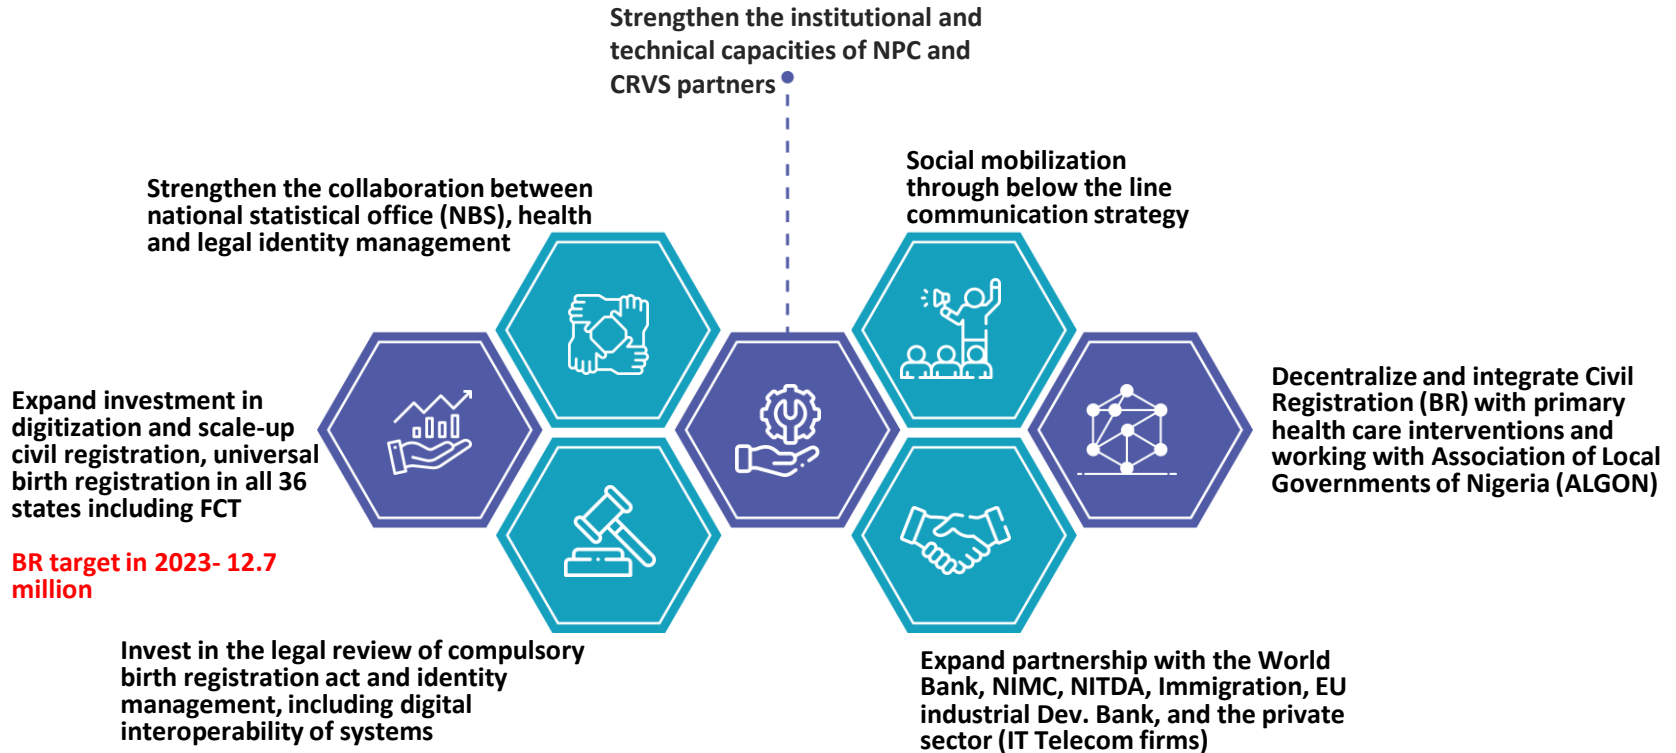 Strengthen the institutional and
technical capacities of NPC and
CRVS partners
Strengthen the collaboration between
national statistical office (NBS), health
and legal identity management
Social mobilization
through below the line
communication strategy
Expand investment in
digitization and scale-up
civil registration, universal
birth registration in all 36
states including FCT
BR target in 2023- 12.7
million
Decentralize and integrate Civil
Registration (BR) with primary
health care interventions and
working with Association of Local
Governments of Nigeria (ALGON)
Invest in the legal review of compulsory
birth registration act and identity
management, including digital
interoperability of systems
Expand partnership with the World
Bank, NIMC, NITDA, Immigration, EU
industrial Dev. Bank, and the private
sector (IT Telecom firms)